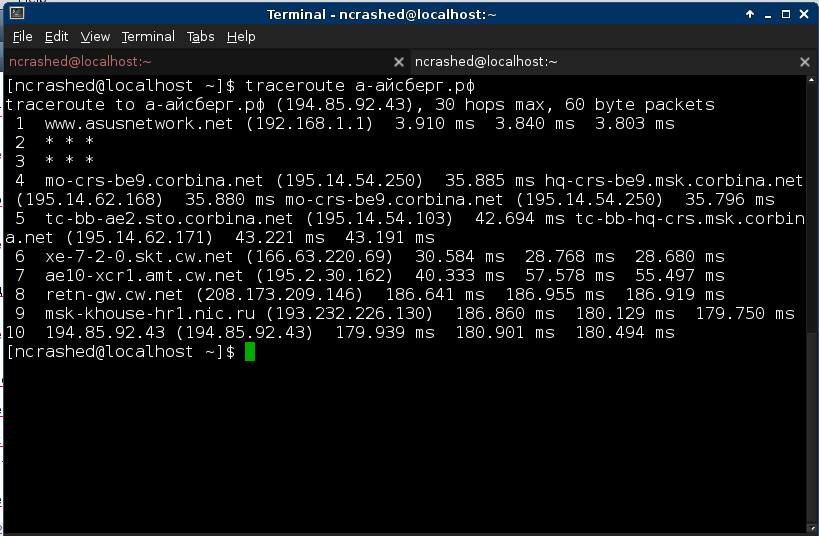 Terminal - ncrashed@localhost:~
File Edit View Terminal Tabs Help
ncrashed@localhost:~ ncrashed@localhost:~
[ncrashed@localhost ~]$ traceroute а-айсберг.рф
traceroute to а-айсберг.рф (194.85.92.43), 30 hops max, 60 byte packets
1 www.asusnetwork.net (192.168.1.1) 3.910 ms 3.840 ms 3.803 ms
2 * * *
3 * * *
4 mo-crs-be9.corbina.net (195.14.54.250) 35.885 ms hq-crs-be9.msk.corbina.net
(195.14.62.168) 35.880 ms mo-crs-be9.corbina.net (195.14.54.250) 35.796 ms
5 tc-bb-ae2.sto.corbina.net (195.14.54.103) 42.694 ms tc-bb-hq-crs.msk.corbin
a.net (195.14.62.171) 43.221 ms 43.191 ms
6 xe-7-2-0.skt.cw.net (166.63.220.69) 30.584 ms 28.768 ms 28.680 ms
7 ae10-xcr1.amt.cw.net (195.2.30.162) 40.333 ms 57.578 ms 55.497 ms
8 retn-gw.cw.net (208.173.209.146) 186.641 ms 186.955 ms 186.919 ms
9 msk-khouse-hr1.nic.ru (193.232.226.130) 186.860 ms 180.129 ms 179.750 ms
10 194.85.92.43 (194.85.92.43) 179.939 ms 180.901 ms 180.494 ms
[ncrashed@localhost ~]$